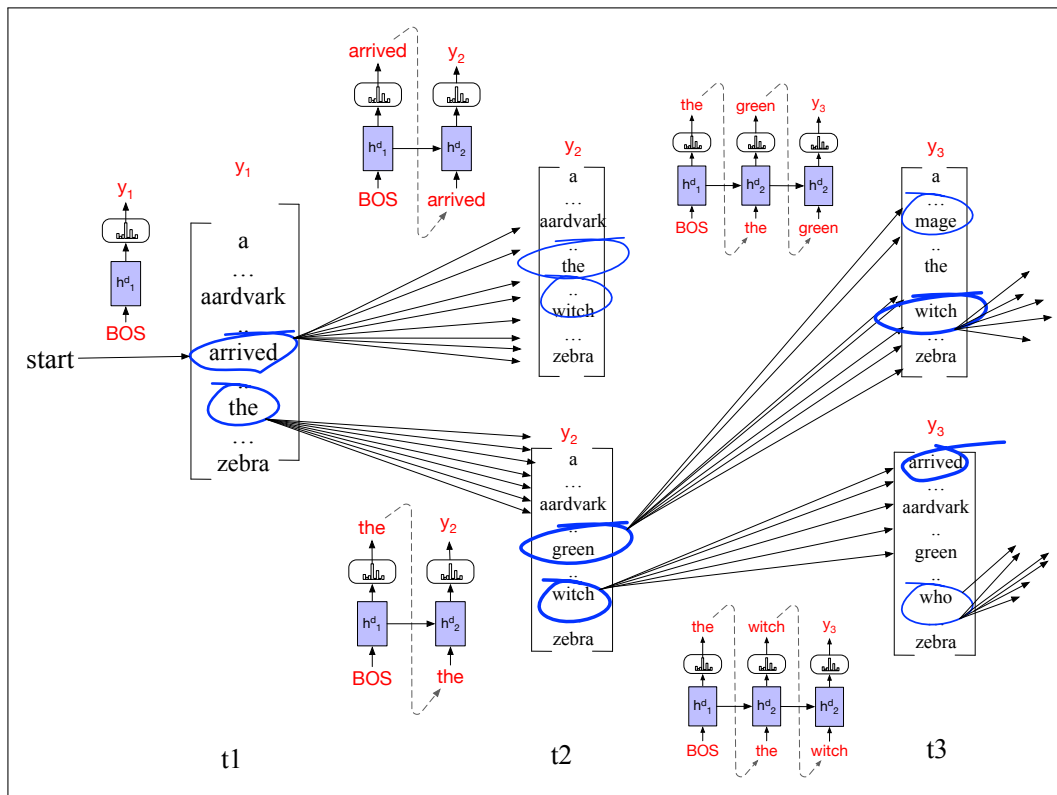 y1
BOS
hd1
y1
start
a
...
aardvark
..
arrived
..
the
...
zebra
arrived
y2
hd1
hd2
BOS
arrived
y2
a
...
aardvark
..
the
..
witch
...
zebra
the
y2
hd1
hd2
BOS
the
y2
a
...
aardvark
..
green
..
witch
...
zebra
the
green
y3
hd1
hd2
hd2
BOS
the
green
y3
a
...
mage
..
the
..
witch
...
zebra
the
witch
y3
hd1
hd2
hd2
BOS
the
witch
y3
arrived
...
aardvark
..
green
..
who
...
zebra
t1
t2
t3